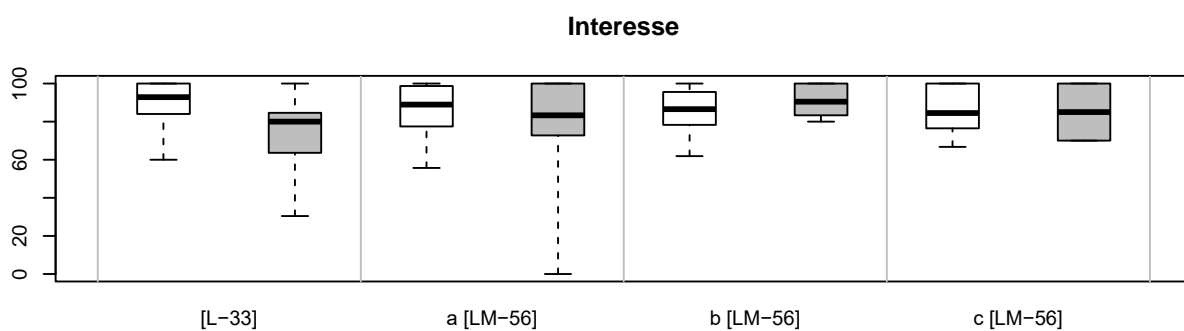 Interesse
100
60
20
0
[L−33]
a [LM−56]
b [LM−56]
c [LM−56]